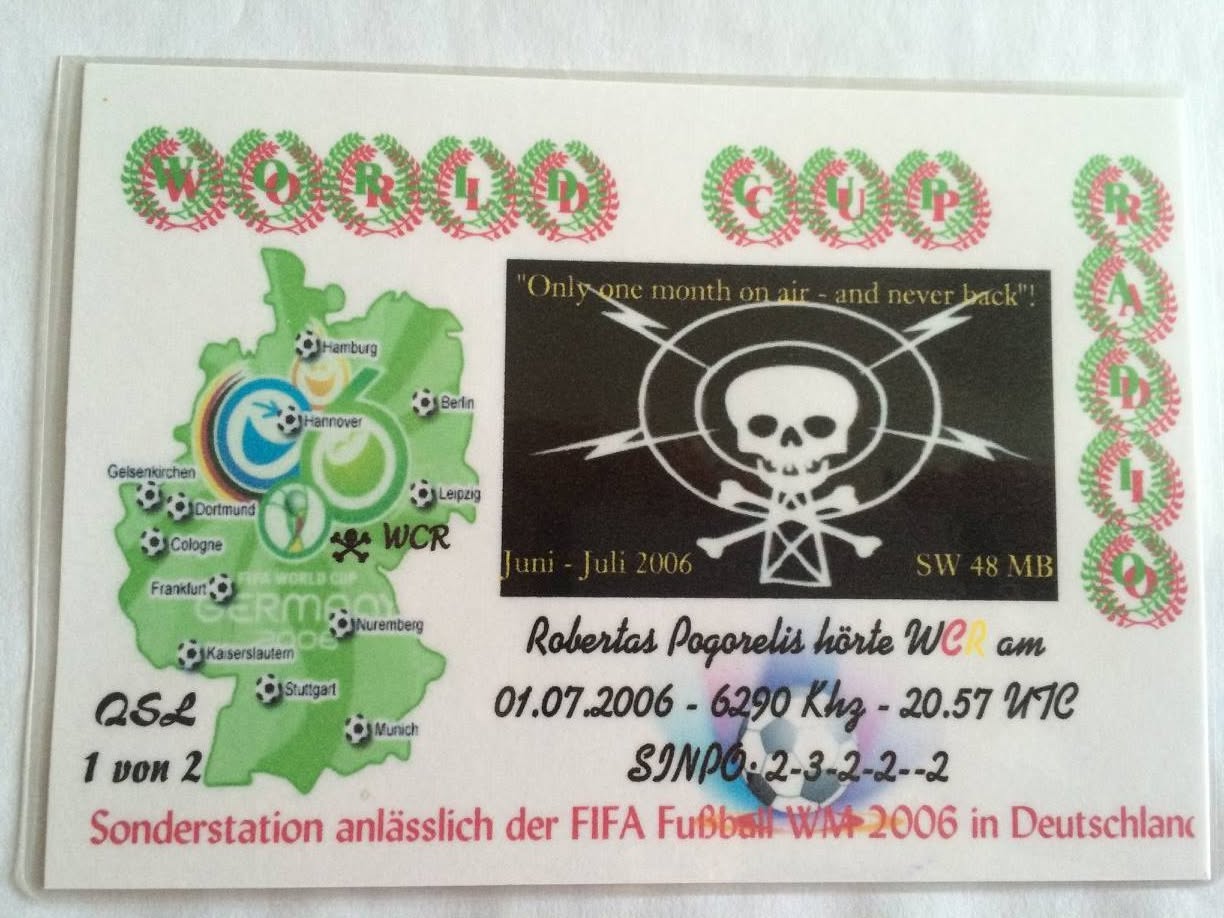 WORLD CUP RADIO
"Only one month on air - and never back"!
Juni - Juli 2006
SW 48 MB
Hamburg
Berlin
Hannover
Gelsenkirchen
Dortmund
Leipzig
Cologne
WCR
Frankfurt
FIFA WORLD CUP
GERMANY
2006
Nuremberg
Kaiserslautern
Stuttgart
Munich
Robertas Pogorelis hörte WCR am
01.07.2006 - 6290 Khz - 20.57 UTC
SINPO: 2-3-2-2--2
QSL
1 von 2
Sonderstation anlässlich der FIFA Fußball WM 2006 in Deutschland